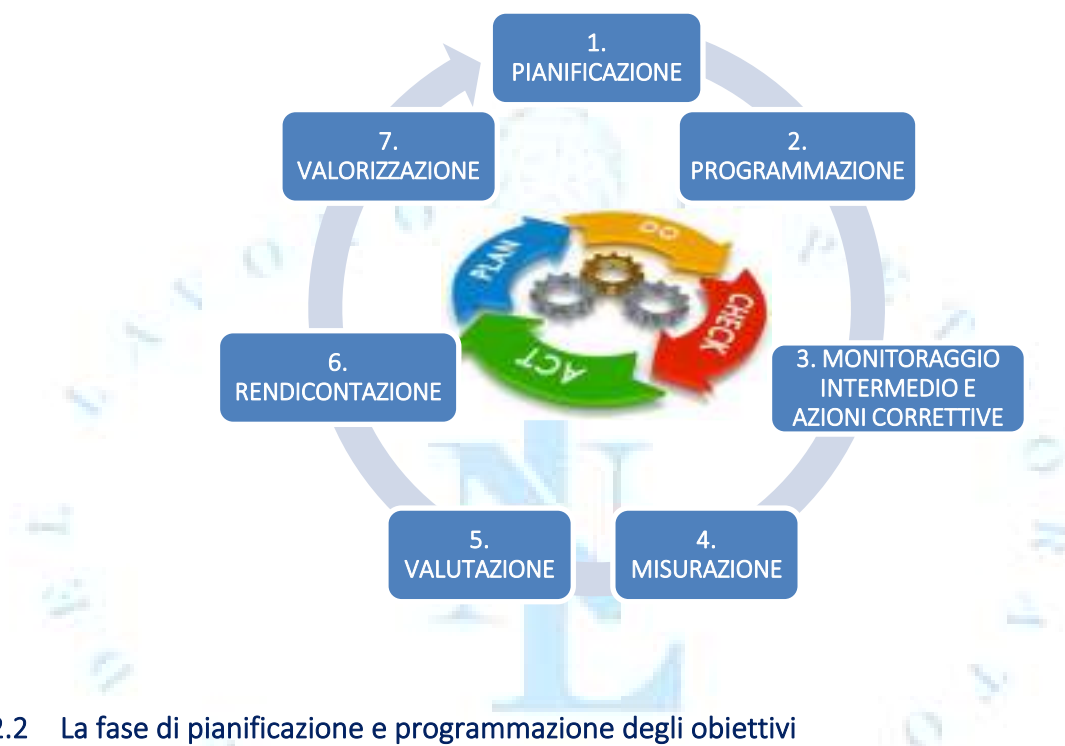 1.
PIANIFICAZIONE
2.
PROGRAMMAZIONE
3. MONITORAGGIO
INTERMEDIO E
AZIONI CORRETTIVE
4.
MISURAZIONE
5.
VALUTAZIONE
6.
RENDICONTAZIONE
7.
VALORIZZAZIONE
PLAN
DO
CHECK
ACT
2.2 La fase di pianificazione e programmazione degli obiettivi